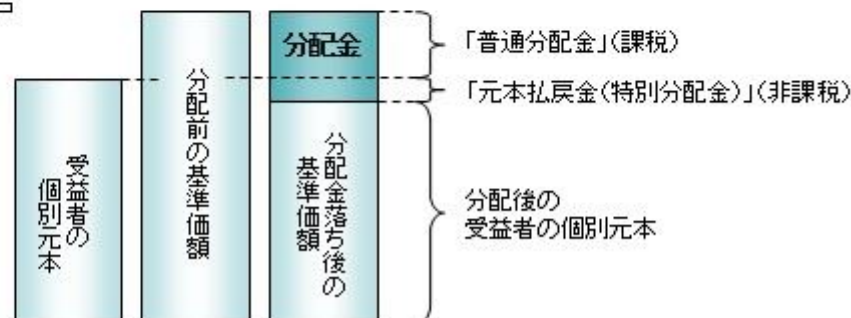 受益者の
個別元本
分配前の基準価額
分配金
分配金落ち後の
基準価額
「普通分配金」(課税)
「元本払戻金(特別分配金)」(非課税)
分配後の
受益者の個別元本